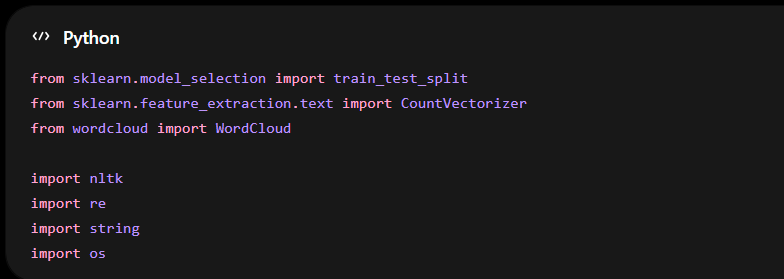 </> Python
from sklearn.model_selection import train_test_split
from sklearn.feature_extraction.text import CountVectorizer
from wordcloud import WordCloud
import nltk
import re
import string
import os